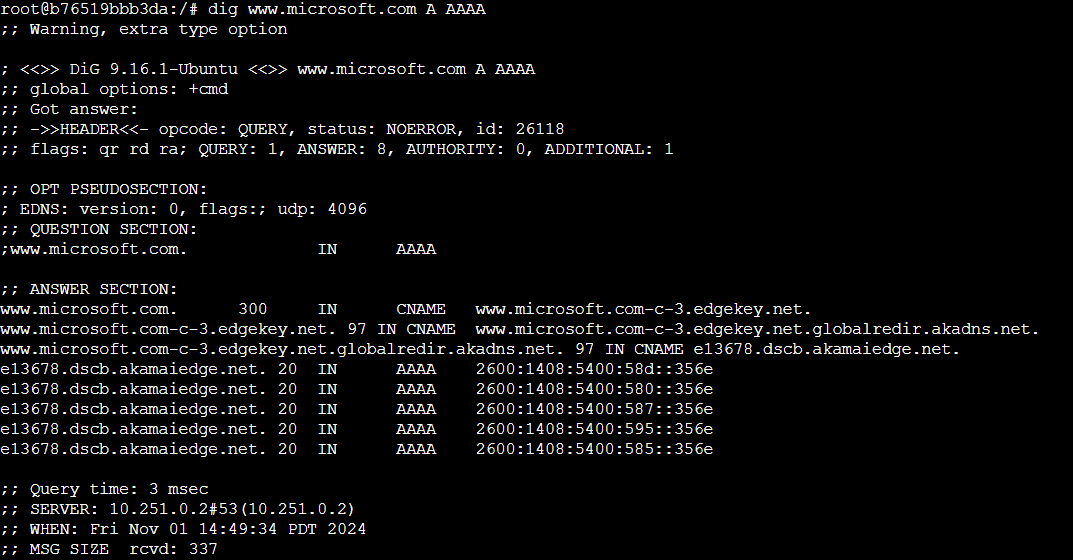 root@b76519bbb3da:/# dig www.microsoft.com A AAAA
;; Warning, extra type option
; <<>> DiG 9.16.1-Ubuntu <<>> www.microsoft.com A AAAA
;; global options: +cmd
;; Got answer:
;; ->>HEADER<<- opcode: QUERY, status: NOERROR, id: 26118
;; flags: qr rd ra; QUERY: 1, ANSWER: 8, AUTHORITY: 0, ADDITIONAL: 1
;; OPT PSEUDOSECTION:
; EDNS: version: 0, flags:; udp: 4096
;; QUESTION SECTION:
;www.microsoft.com. IN AAAA
;; ANSWER SECTION:
www.microsoft.com. 300 IN CNAME www.microsoft.com-c-3.edgekey.net.
www.microsoft.com-c-3.edgekey.net. 97 IN CNAME www.microsoft.com-c-3.edgekey.net.globalredir.akadns.net.
www.microsoft.com-c-3.edgekey.net.globalredir.akadns.net. 97 IN CNAME e13678.dscb.akamaiedge.net.
e13678.dscb.akamaiedge.net. 20 IN AAAA 2600:1408:5400:58d::356e
e13678.dscb.akamaiedge.net. 20 IN AAAA 2600:1408:5400:580::356e
e13678.dscb.akamaiedge.net. 20 IN AAAA 2600:1408:5400:587::356e
e13678.dscb.akamaiedge.net. 20 IN AAAA 2600:1408:5400:595::356e
e13678.dscb.akamaiedge.net. 20 IN AAAA 2600:1408:5400:585::356e
;; Query time: 3 msec
;; SERVER: 10.251.0.2#53(10.251.0.2)
;; WHEN: Fri Nov 01 14:49:34 PDT 2024
;; MSG SIZE rcvd: 337